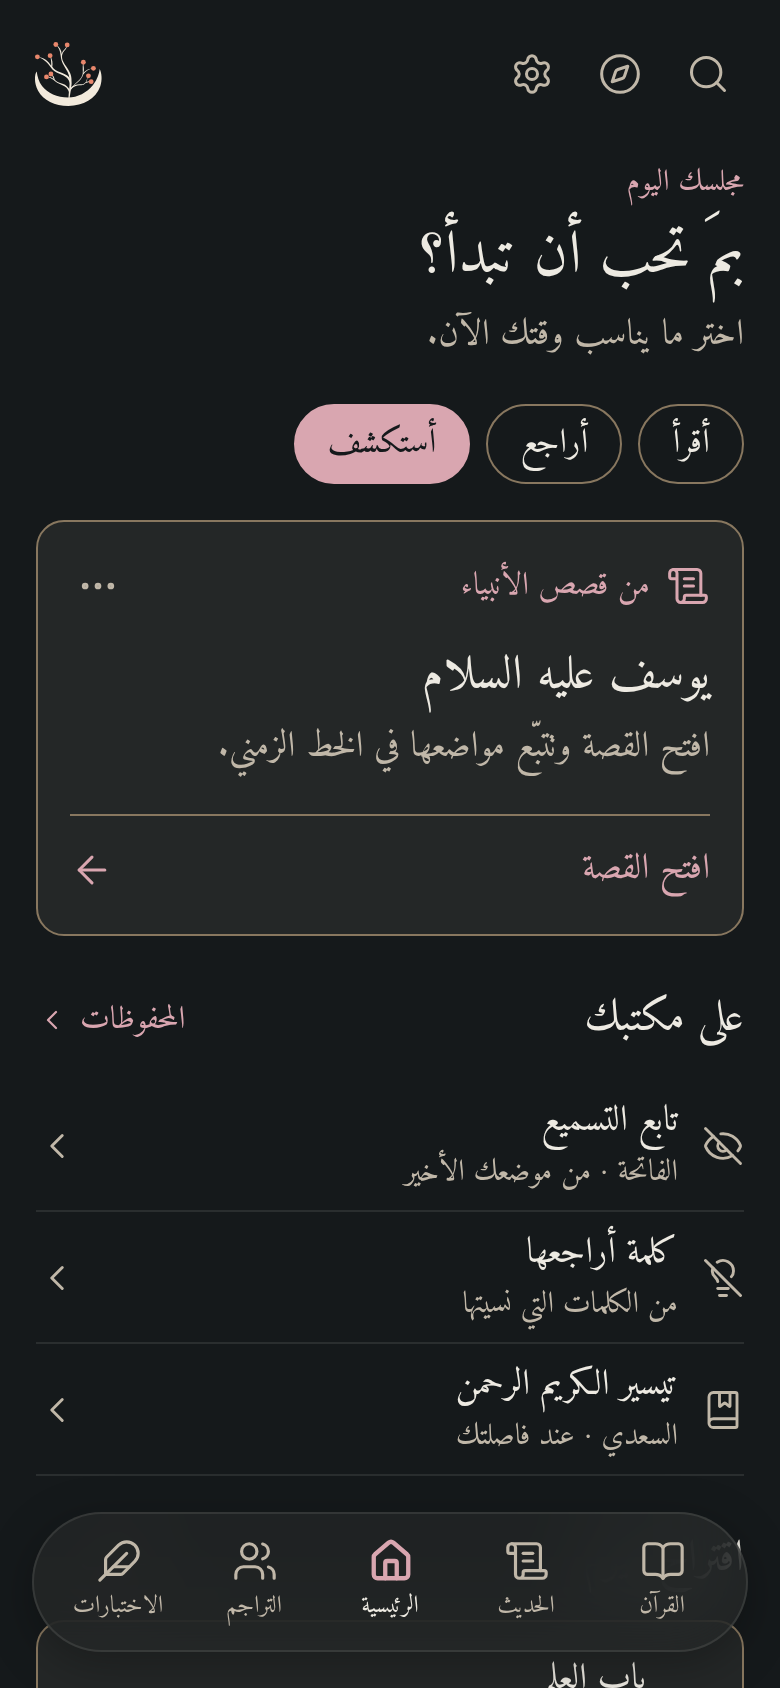 مجلسك اليوم
بمَ تحب أن تبدأ؟
اختر ما يناسب وقتك الآن.
أقرأ
أراجع
أستكشف
من قصص الأنبياء
يوسف عليه السلام
افتح القصة وتتبّع مواضعها في الخط الزمني.
افتح القصة
على مكتبك
المحفوظات
تابع التسميع
الفاتحة · من موضعك الأخير
كلمة أراجعها
من الكلمات التي نسيتها
تيسير الكريم الرحمن
السعدي · عند فاصلتك
القرآن
الحديث
الرئيسية
التراجم
الاختبارات